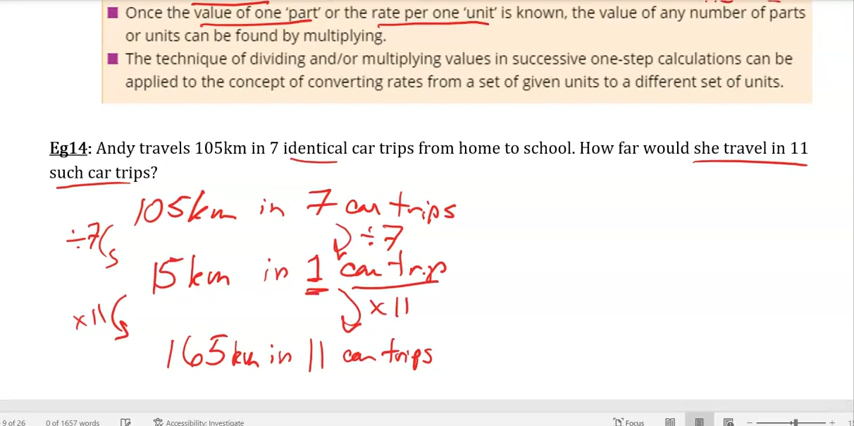 Once the value of one 'part' or the rate per one 'unit' is known, the value of any number of parts
or units can be found by multiplying.
The technique of dividing and/or multiplying values in successive one-step calculations can be
applied to the concept of converting rates from a set of given units to a different set of units.
Eg14: Andy travels 105km in 7 identical car trips from home to school. How far would she travel in 11
such car trips?
105km in 7 car trips
÷7 ÷7
15km in 1 car trip
x11 x11
165km in 11 car trips
9 of 26 0 of 1657 words Accessibility: Investigate Focus − +